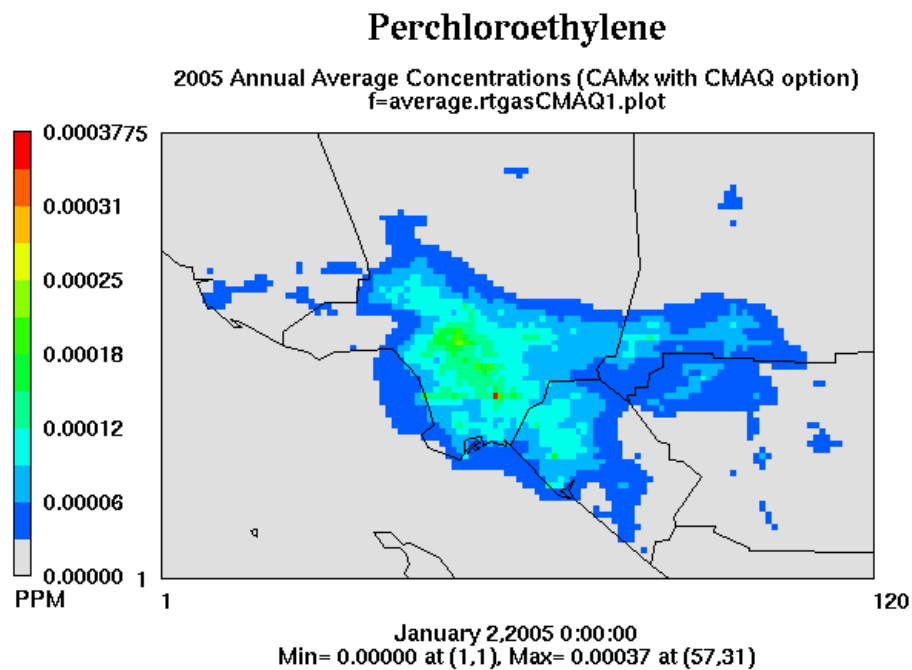 Perchloroethylene
2005 Annual Average Concentrations (CAMx with CMAQ option)
f=average.rtgasCMAQ1.plot
0.00037
75
0.00031
0.00025
0.00018
0.00012
0.00006
0.00000
1
PPM
1
120
January 2,2005 0:00:00
Min= 0.00000 at (1,1), Max= 0.00037 at (57,31)